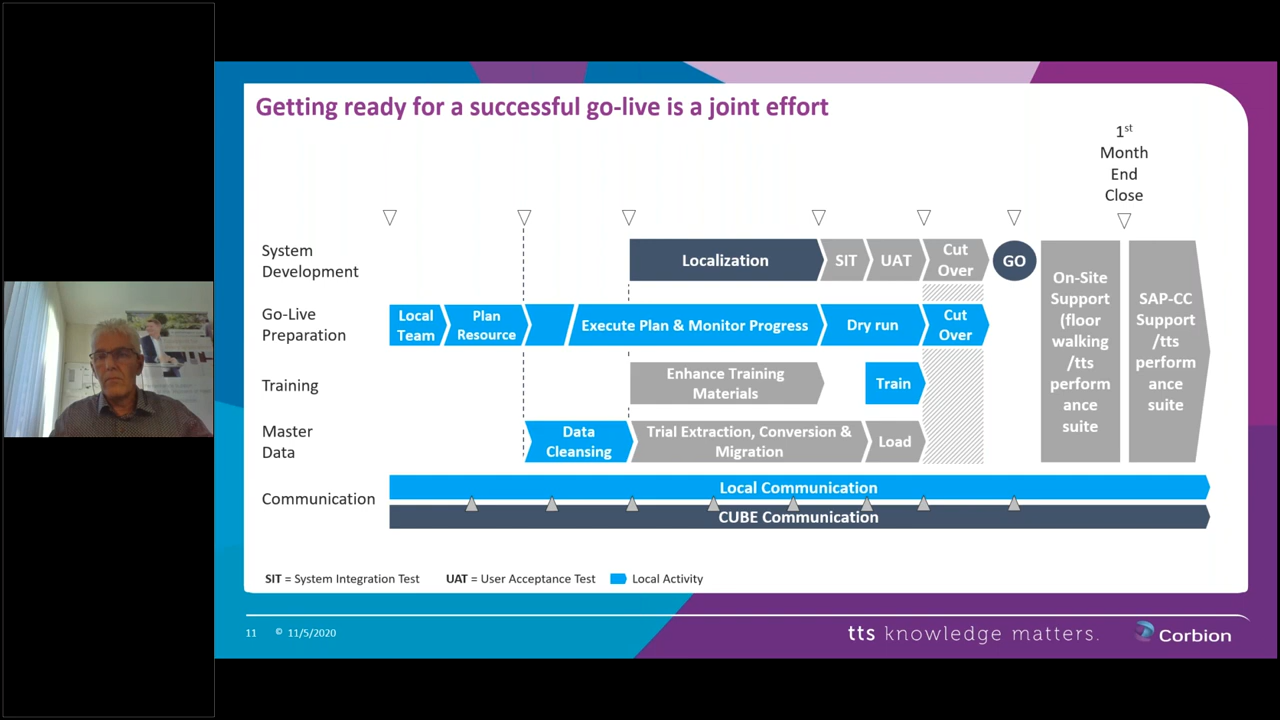 Getting ready for a successful go-live is a joint effort
1st
Month
End
Close
System
Development
Localization
SIT
UAT
Cut
Over
GO
Go-Live
Preparation
Local
Team
Plan
Resource
Execute Plan & Monitor Progress
Dry run
Cut
Over
Training
Enhance Training
Materials
Train
Master
Data
Data
Cleansing
Trial Extraction, Conversion &
Migration
Load
On-Site
Support
(floor
walking
/tts
perform
ance
suite
SAP-CC
Support
/tts
perform
ance
suite
Communication
Local Communication
CUBE Communication
SIT = System Integration Test
UAT = User Acceptance Test
Local Activity
11 © 11/5/2020
tts knowledge matters.
Corbion